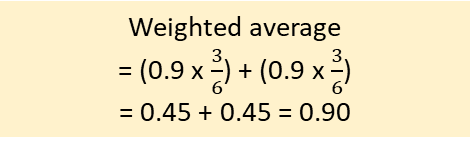 Weighted average
= (0.9 x 3/6) + (0.9 x 3/6)
= 0.45 + 0.45 = 0.90